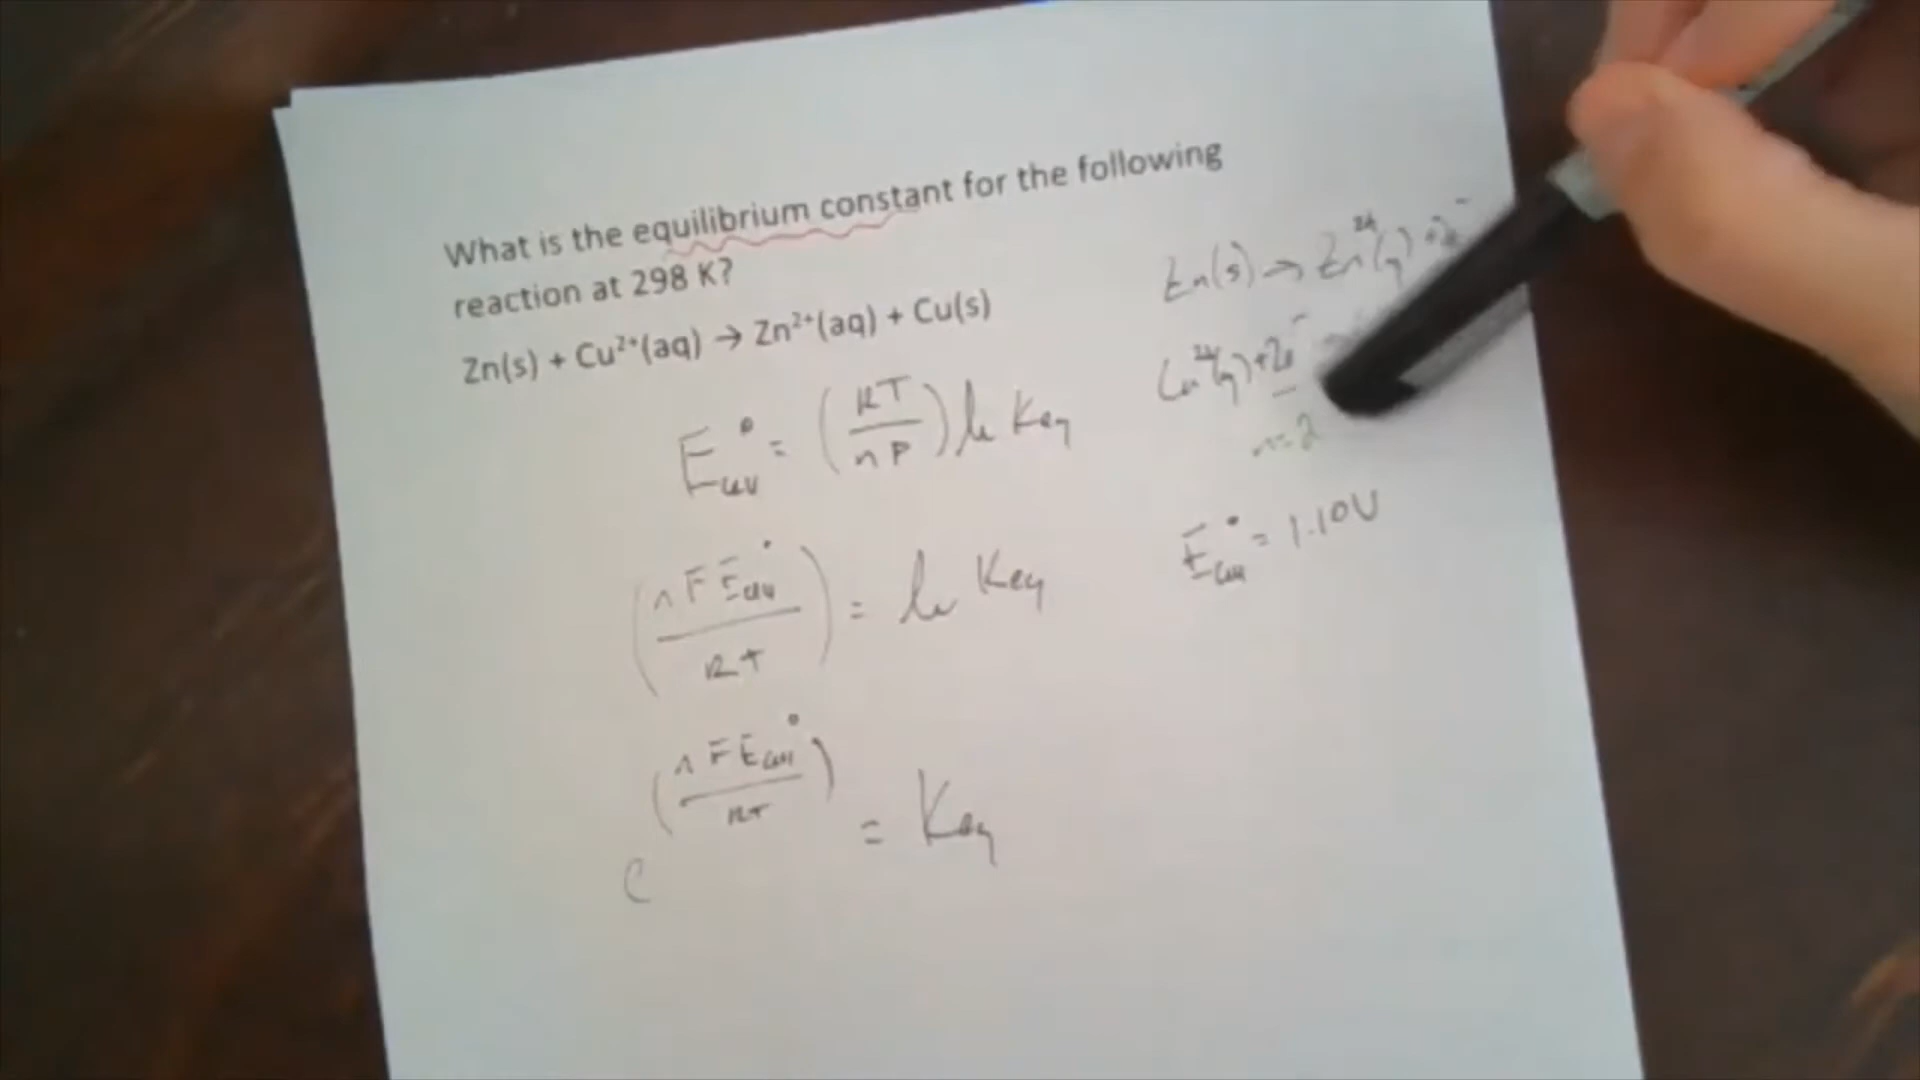 What is the equilibrium constant for the following
reaction at 298 K?
Zn(s) + Cu²⁺(aq) → Zn²⁺(aq) + Cu(s)
E°cell = (RT/nF) ln Keq
(nFE°cell/RT) = ln Keq
e^(nFE°cell/RT) = Keq
Zn(s) → Zn²⁺(aq) + 2e⁻
Cu²⁺(aq) + 2e⁻
n=2
E°cell = 1.10V